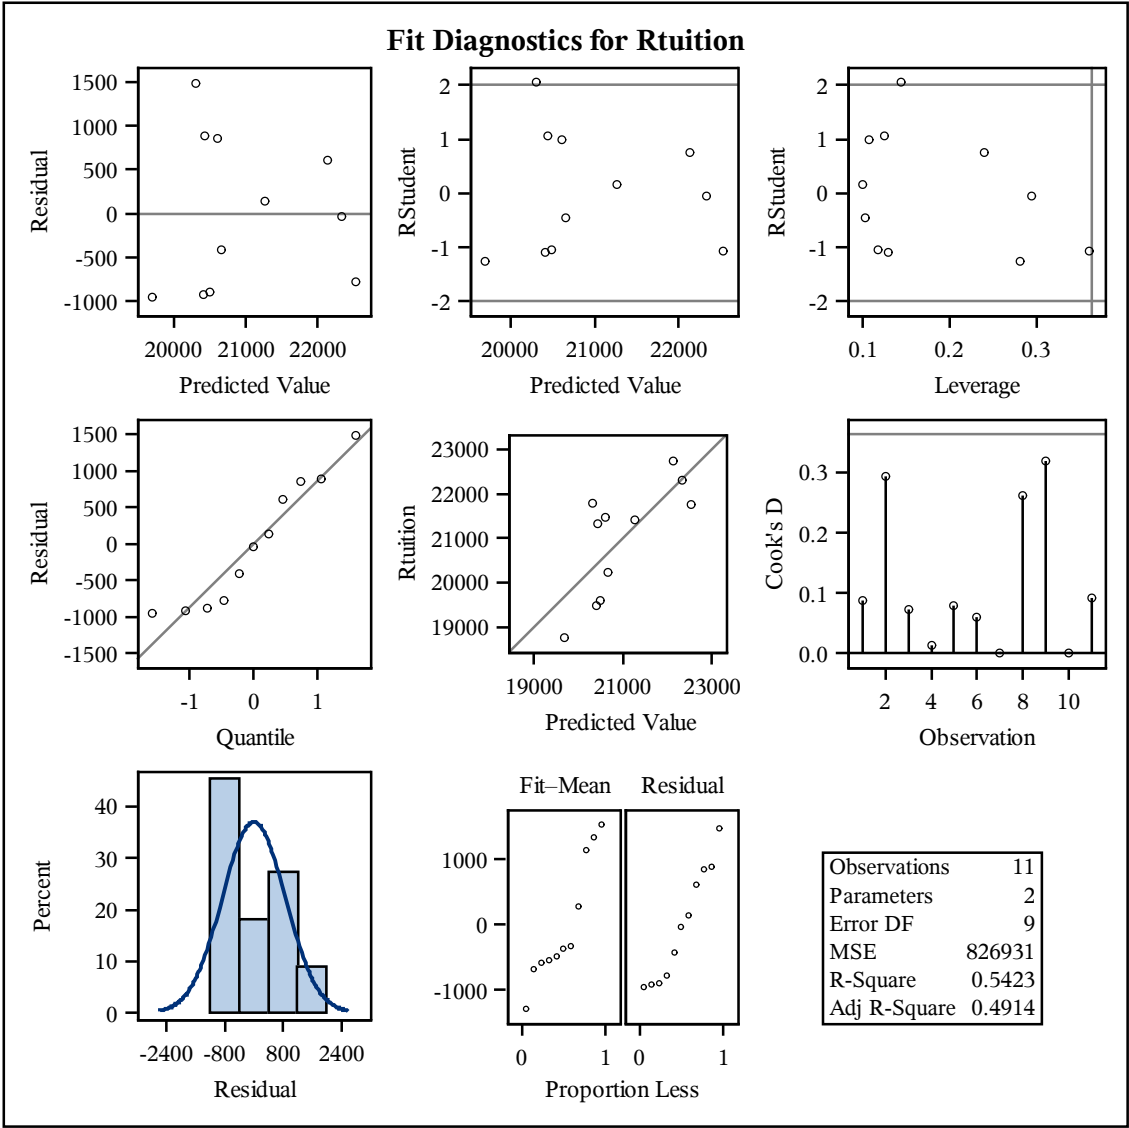 Fit Diagnostics for Rtuition
1500
1000
500
0
-500
-1000
Residual
20000 21000 22000
Predicted Value
2
1
0
-1
-2
RStudent
20000 21000 22000
Predicted Value
2
1
0
-1
-2
RStudent
0.1 0.2 0.3
Leverage
1500
1000
500
0
-500
-1000
-1500
Residual
-1 0 1
Quantile
23000
22000
21000
20000
19000
Rtuition
19000 21000 23000
Predicted Value
0.3
0.2
0.1
0.0
Cook's D
2 4 6 8 10
Observation
40
30
20
10
0
Percent
-2400 -800 800 2400
Residual
Fit–Mean Residual
1000
0
-1000
0 1 0 1
Proportion Less
Observations 11
Parameters 2
Error DF 9
MSE 826931
R-Square 0.5423
Adj R-Square 0.4914